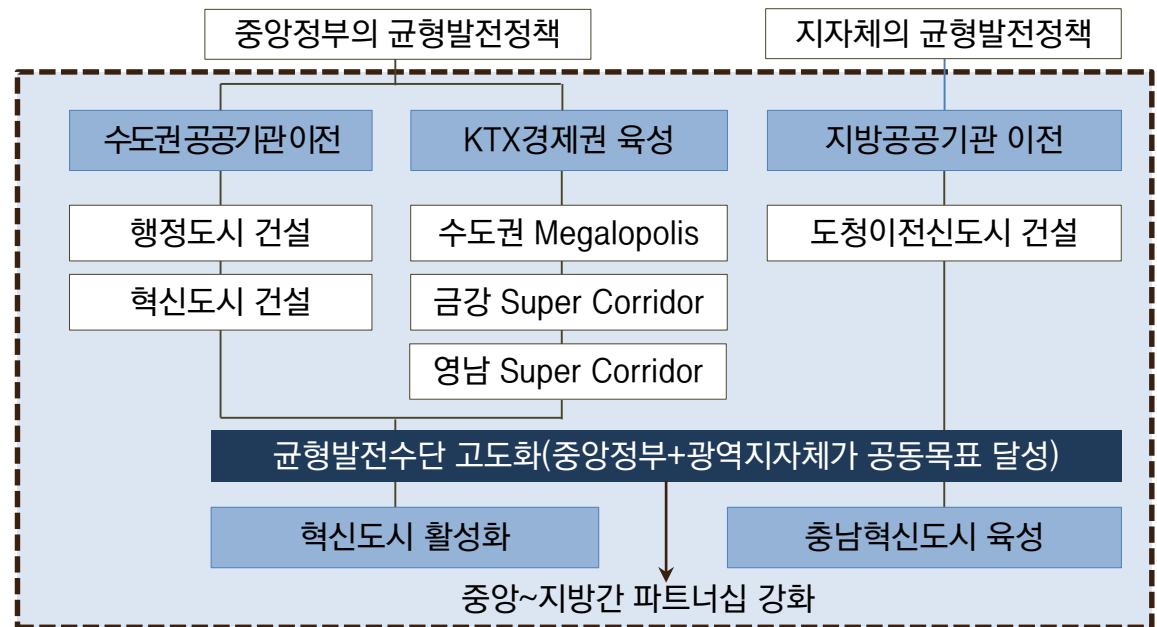 중앙정부의 균형발전정책
지자체의 균형발전정책
수도권 공공기관 이전
KTX경제권 육성
지방공공기관 이전
행정도시 건설
수도권 Megalopolis
도청이전신도시 건설
혁신도시 건설
금강 Super Corridor
영남 Super Corridor
균형발전수단 고도화(중앙정부+광역지자체가 공동목표 달성)
혁신도시 활성화
충남혁신도시 육성
중앙~지방간 파트너십 강화